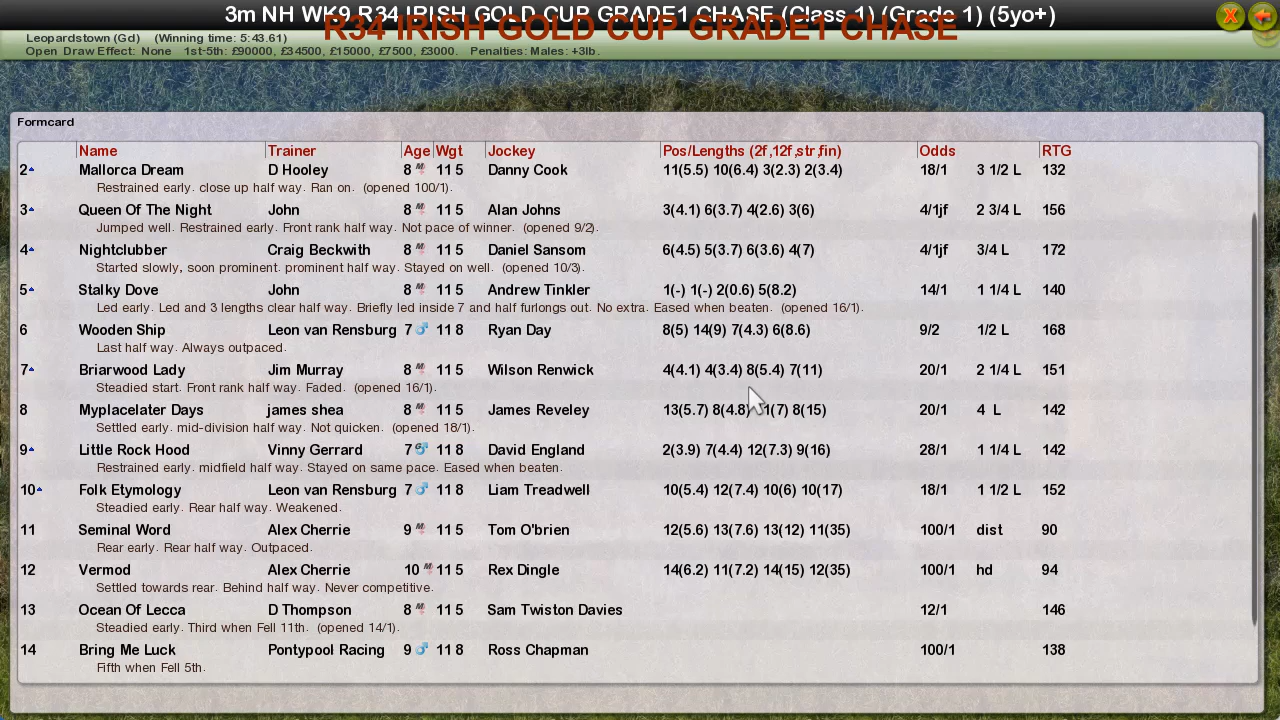 3m NH WK9 R34 IRISH GOLD CUP GRADE1 CHASE (Class 1) (Grade 1) (5yo+)
R34 IRISH GOLD CUP GRADE1 CHASE
Leopardstown (Gd) (Winning time: 5:43.61)
Open Draw Effect: None 1st-5th: £90000, £34500, £15000, £7500, £3000. Penalties: Males: +3lb.
Formcard
Name Trainer Age Wgt Jockey Pos/Lengths (2f,12f,str,fin) Odds RTG
2 Mallorca Dream D Hooley 8 11 5 Danny Cook 11(5.5) 10(6.4) 3(2.3) 2(3.4) 18/1 3 1/2 L 132
Restrained early. close up half way. Ran on. (opened 100/1).
3 Queen Of The Night John 8 11 5 Alan Johns 3(4.1) 6(3.7) 4(2.6) 3(6) 4/1jf 2 3/4 L 156
Jumped well. Restrained early. Front rank half way. Not pace of winner. (opened 9/2).
4 Nightclubber Craig Beckwith 8 11 5 Daniel Sansom 6(4.5) 5(3.7) 6(3.6) 4(7) 4/1jf 3/4 L 172
Started slowly, soon prominent. prominent half way. Stayed on well. (opened 10/3).
5 Stalky Dove John 8 11 5 Andrew Tinkler 1(-) 1(-) 2(0.6) 5(8.2) 14/1 1 1/4 L 140
Led early. Led and 3 lengths clear half way. Briefly led inside 7 and half furlongs out. No extra. Eased when beaten. (opened 16/1).
6 Wooden Ship Leon van Rensburg 7 11 8 Ryan Day 8(5) 14(9) 7(4.3) 6(8.6) 9/2 1/2 L 168
Last half way. Always outpaced.
7 Briarwood Lady Jim Murray 8 11 5 Wilson Renwick 4(4.1) 4(3.4) 8(5.4) 7(11) 20/1 2 1/4 L 151
Steadied start. Front rank half way. Faded. (opened 16/1).
8 Myplacelater Days james shea 8 11 5 James Reveley 13(5.7) 8(4.8) 1(7) 8(15) 20/1 4 L 142
Settled early. mid-division half way. Not quicken. (opened 18/1).
9 Little Rock Hood Vinny Gerrard 7 11 8 David England 2(3.9) 7(4.4) 12(7.3) 9(16) 28/1 1 1/4 L 142
Restrained early. midfield half way. Stayed on same pace. Eased when beaten.
10 Folk Etymology Leon van Rensburg 7 11 8 Liam Treadwell 10(5.4) 12(7.4) 10(6) 10(17) 18/1 1 1/2 L 152
Steadied early. Rear half way. Weakened.
11 Seminal Word Alex Cherrie 9 11 5 Tom O'brien 12(5.6) 13(7.6) 13(12) 11(35) 100/1 dist 90
Rear early. Rear half way. Outpaced.
12 Vermod Alex Cherrie 10 11 5 Rex Dingle 14(6.2) 11(7.2) 14(15) 12(35) 100/1 hd 94
Settled towards rear. Behind half way. Never competitive.
13 Ocean Of Lecca D Thompson 8 11 5 Sam Twiston Davies 12/1 146
Steadied early. Third when Fell 11th. (opened 14/1).
14 Bring Me Luck Pontypool Racing 9 11 8 Ross Chapman 100/1 138
Fifth when Fell 5th.